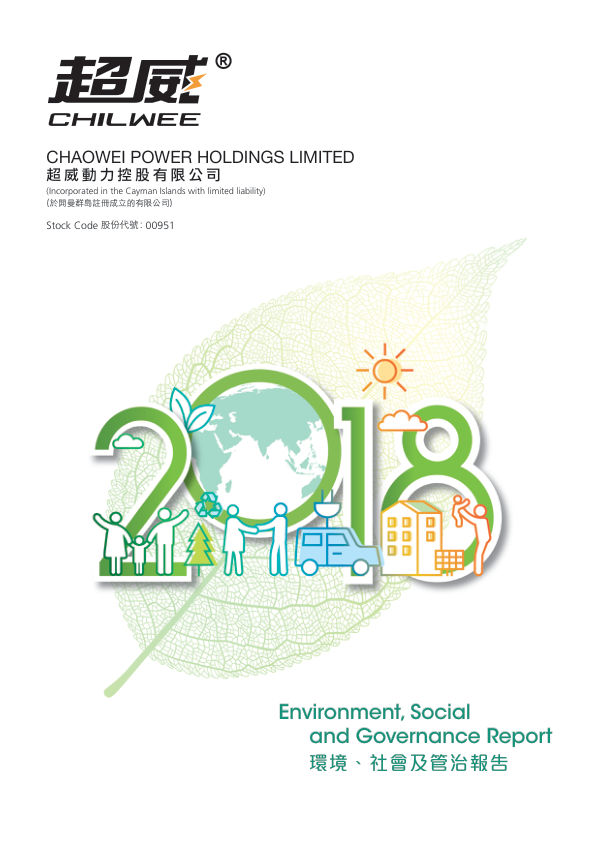 超威®
CHILWEE
CHAOWEI POWER HOLDINGS LIMITED
超威動力控股有限公司
(Incorporated in the Cayman Islands with limited liability)
(於開曼群島註冊成立的有限公司)
Stock Code 股份代號: 00951
2018
Environment, Social
and Governance Report
環境、社會及管治報告